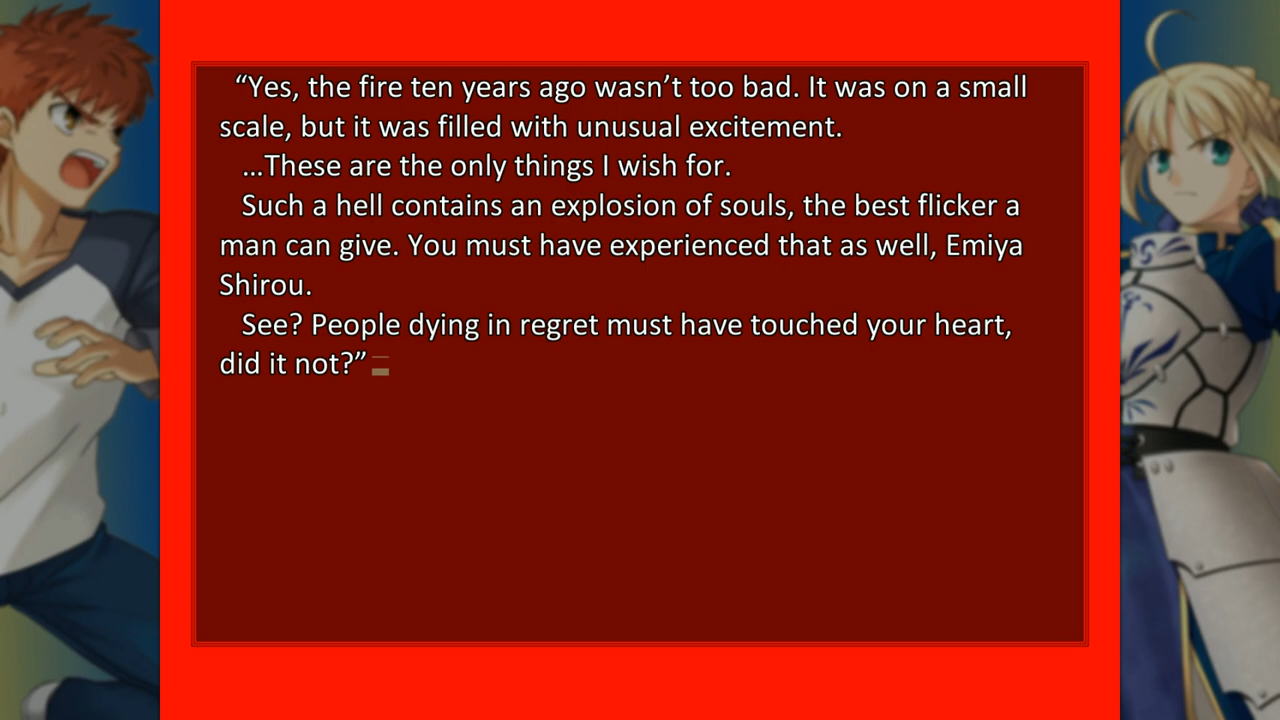 “Yes, the fire ten years ago wasn’t too bad. It was on a small
scale, but it was filled with unusual excitement.
…These are the only things I wish for.
Such a hell contains an explosion of souls, the best flicker a
man can give. You must have experienced that as well, Emiya
Shirou.
See? People dying in regret must have touched your heart,
did it not?”